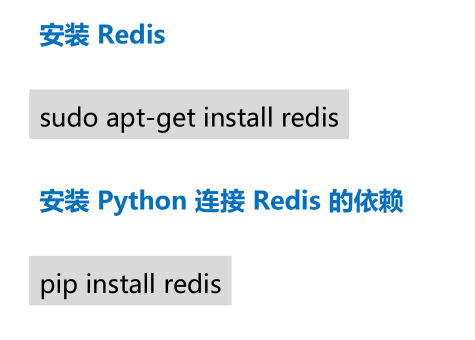 安装 Redis
sudo apt-get install redis
安装 Python 连接 Redis 的依赖
pip install redis